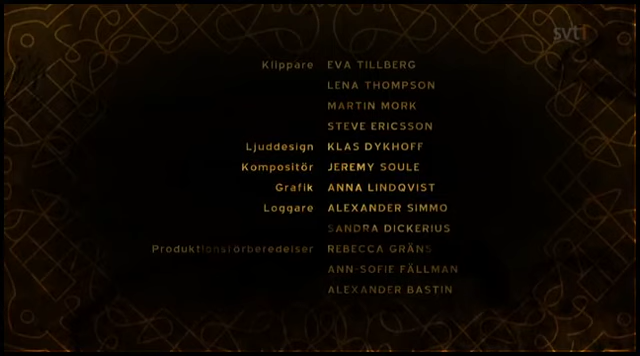 svt1
Klippare EVA TILLBERG
LENA THOMPSON
MARTIN MORK
STEVE ERICSSON
Ljuddesign KLAS DYKHOFF
Kompositör JEREMY SOULE
Grafik ANNA LINDQVIST
Loggare ALEXANDER SIMMO
SANDRA DICKERIUS
Produktionsförberedelser REBECCA GRÄNS
ANN-SOFIE FÄLLMAN
ALEXANDER BASTIN